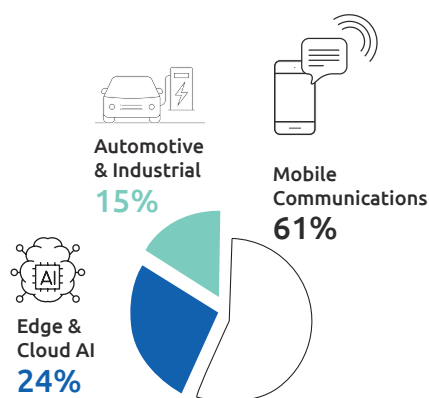 Automotive
& Industrial
15%
Mobile
Communications
61%
AI
Edge &
Cloud AI
24%